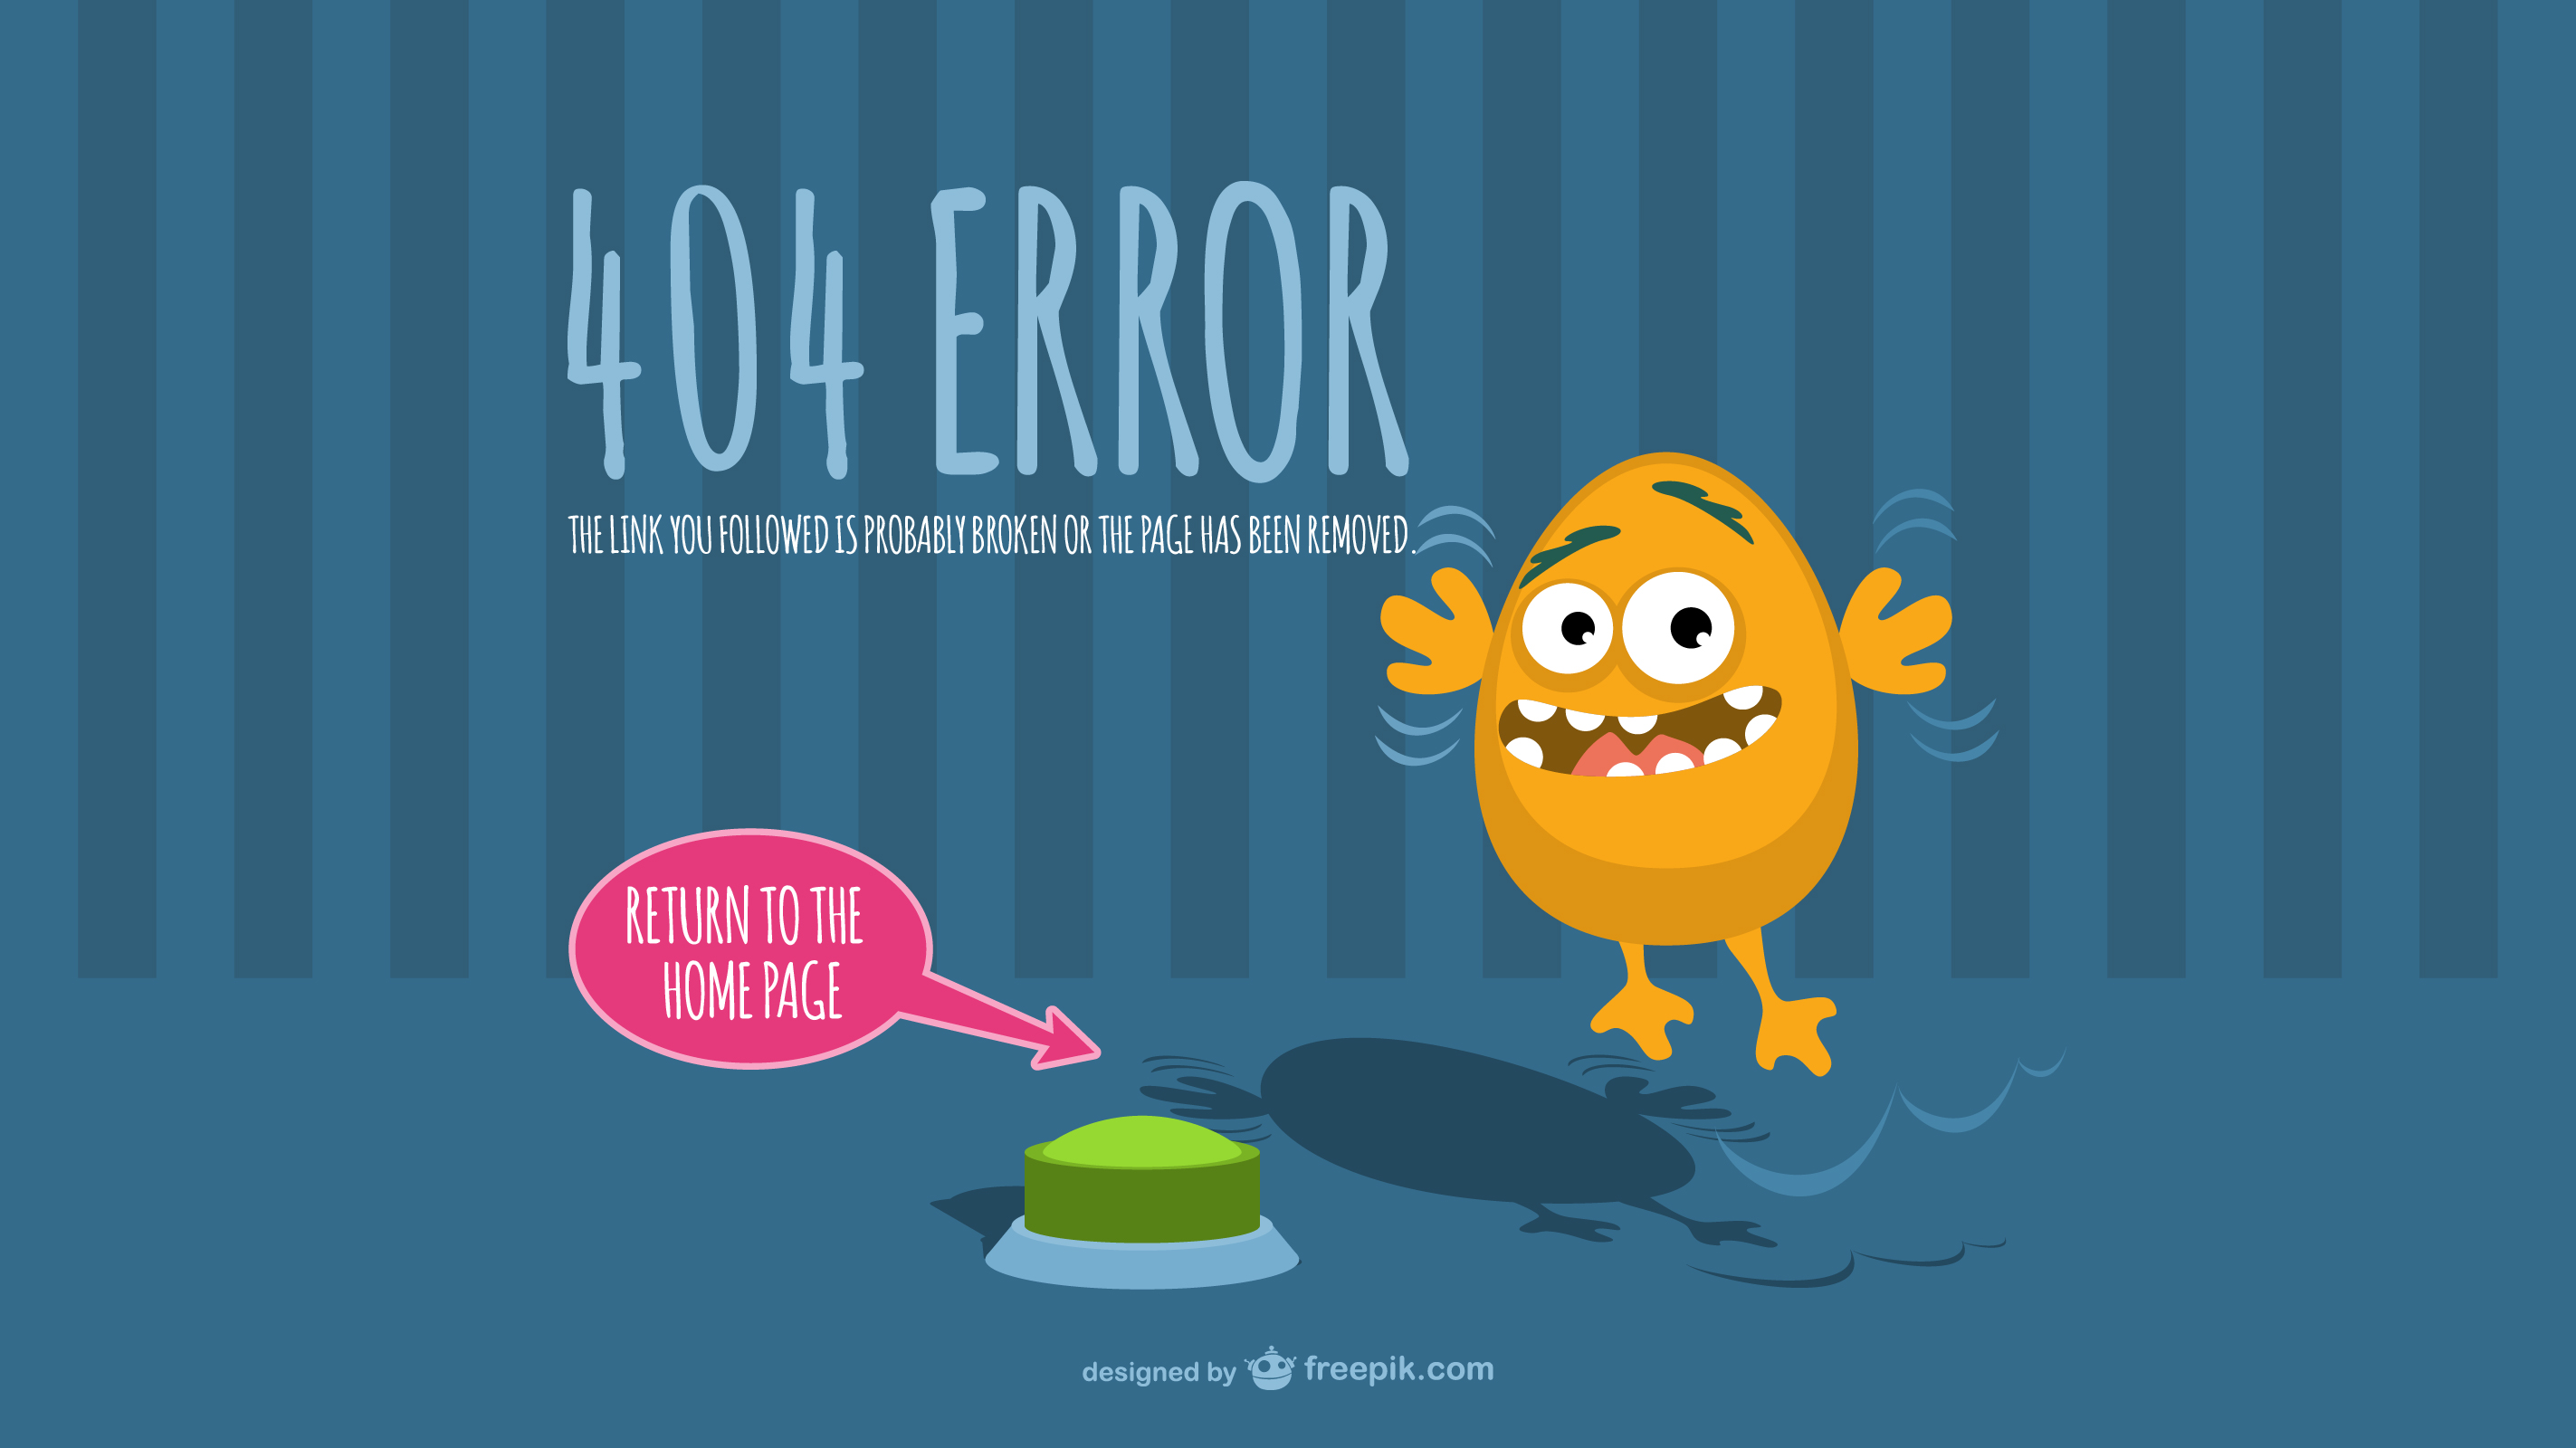 404 ERROR
THE LINK YOU FOLLOWED IS PROBABLY BROKEN OR THE PAGE HAS BEEN REMOVED.
RETURN TO THE
HOME PAGE
designed by freepik.com